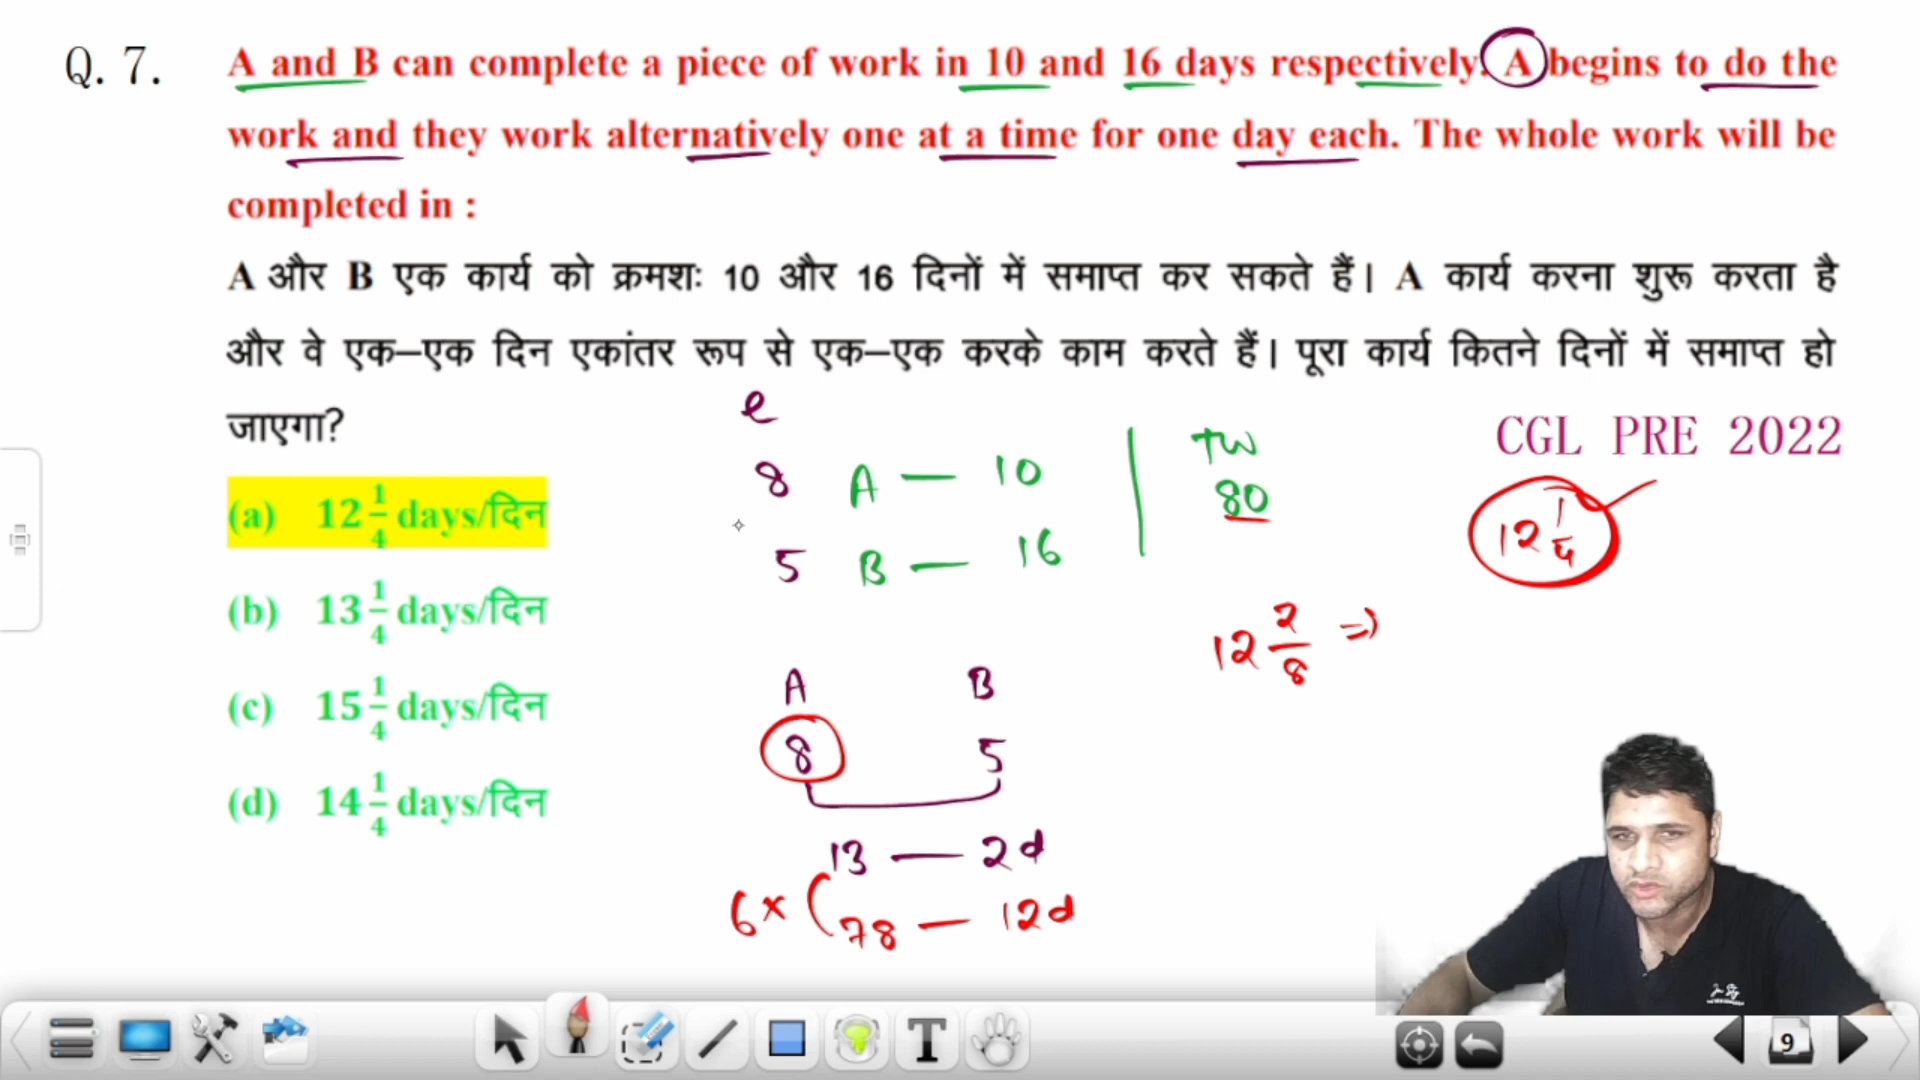 Q. 7. A and B can complete a piece of work in 10 and 16 days respectively. A begins to do the
work and they work alternatively one at a time for one day each. The whole work will be
completed in :
A और B एक कार्य को क्रमशः 10 और 16 दिनों में समाप्त कर सकते हैं। A कार्य करना शुरू करता है
और वे एक–एक दिन एकांतर रूप से एक–एक करके काम करते हैं। पूरा कार्य कितने दिनों में समाप्त हो
जाएगा?
CGL PRE 2022
(a) 12 1/4 days/दिन
(b) 13 1/4 days/दिन
(c) 15 1/4 days/दिन
(d) 14 1/4 days/दिन
e
8 A — 10
5 B — 16
TW
80
12 1/4
12 2/8 ⇒
A B
8 5
13 — 2d
6x ( 78 — 12d
T
9